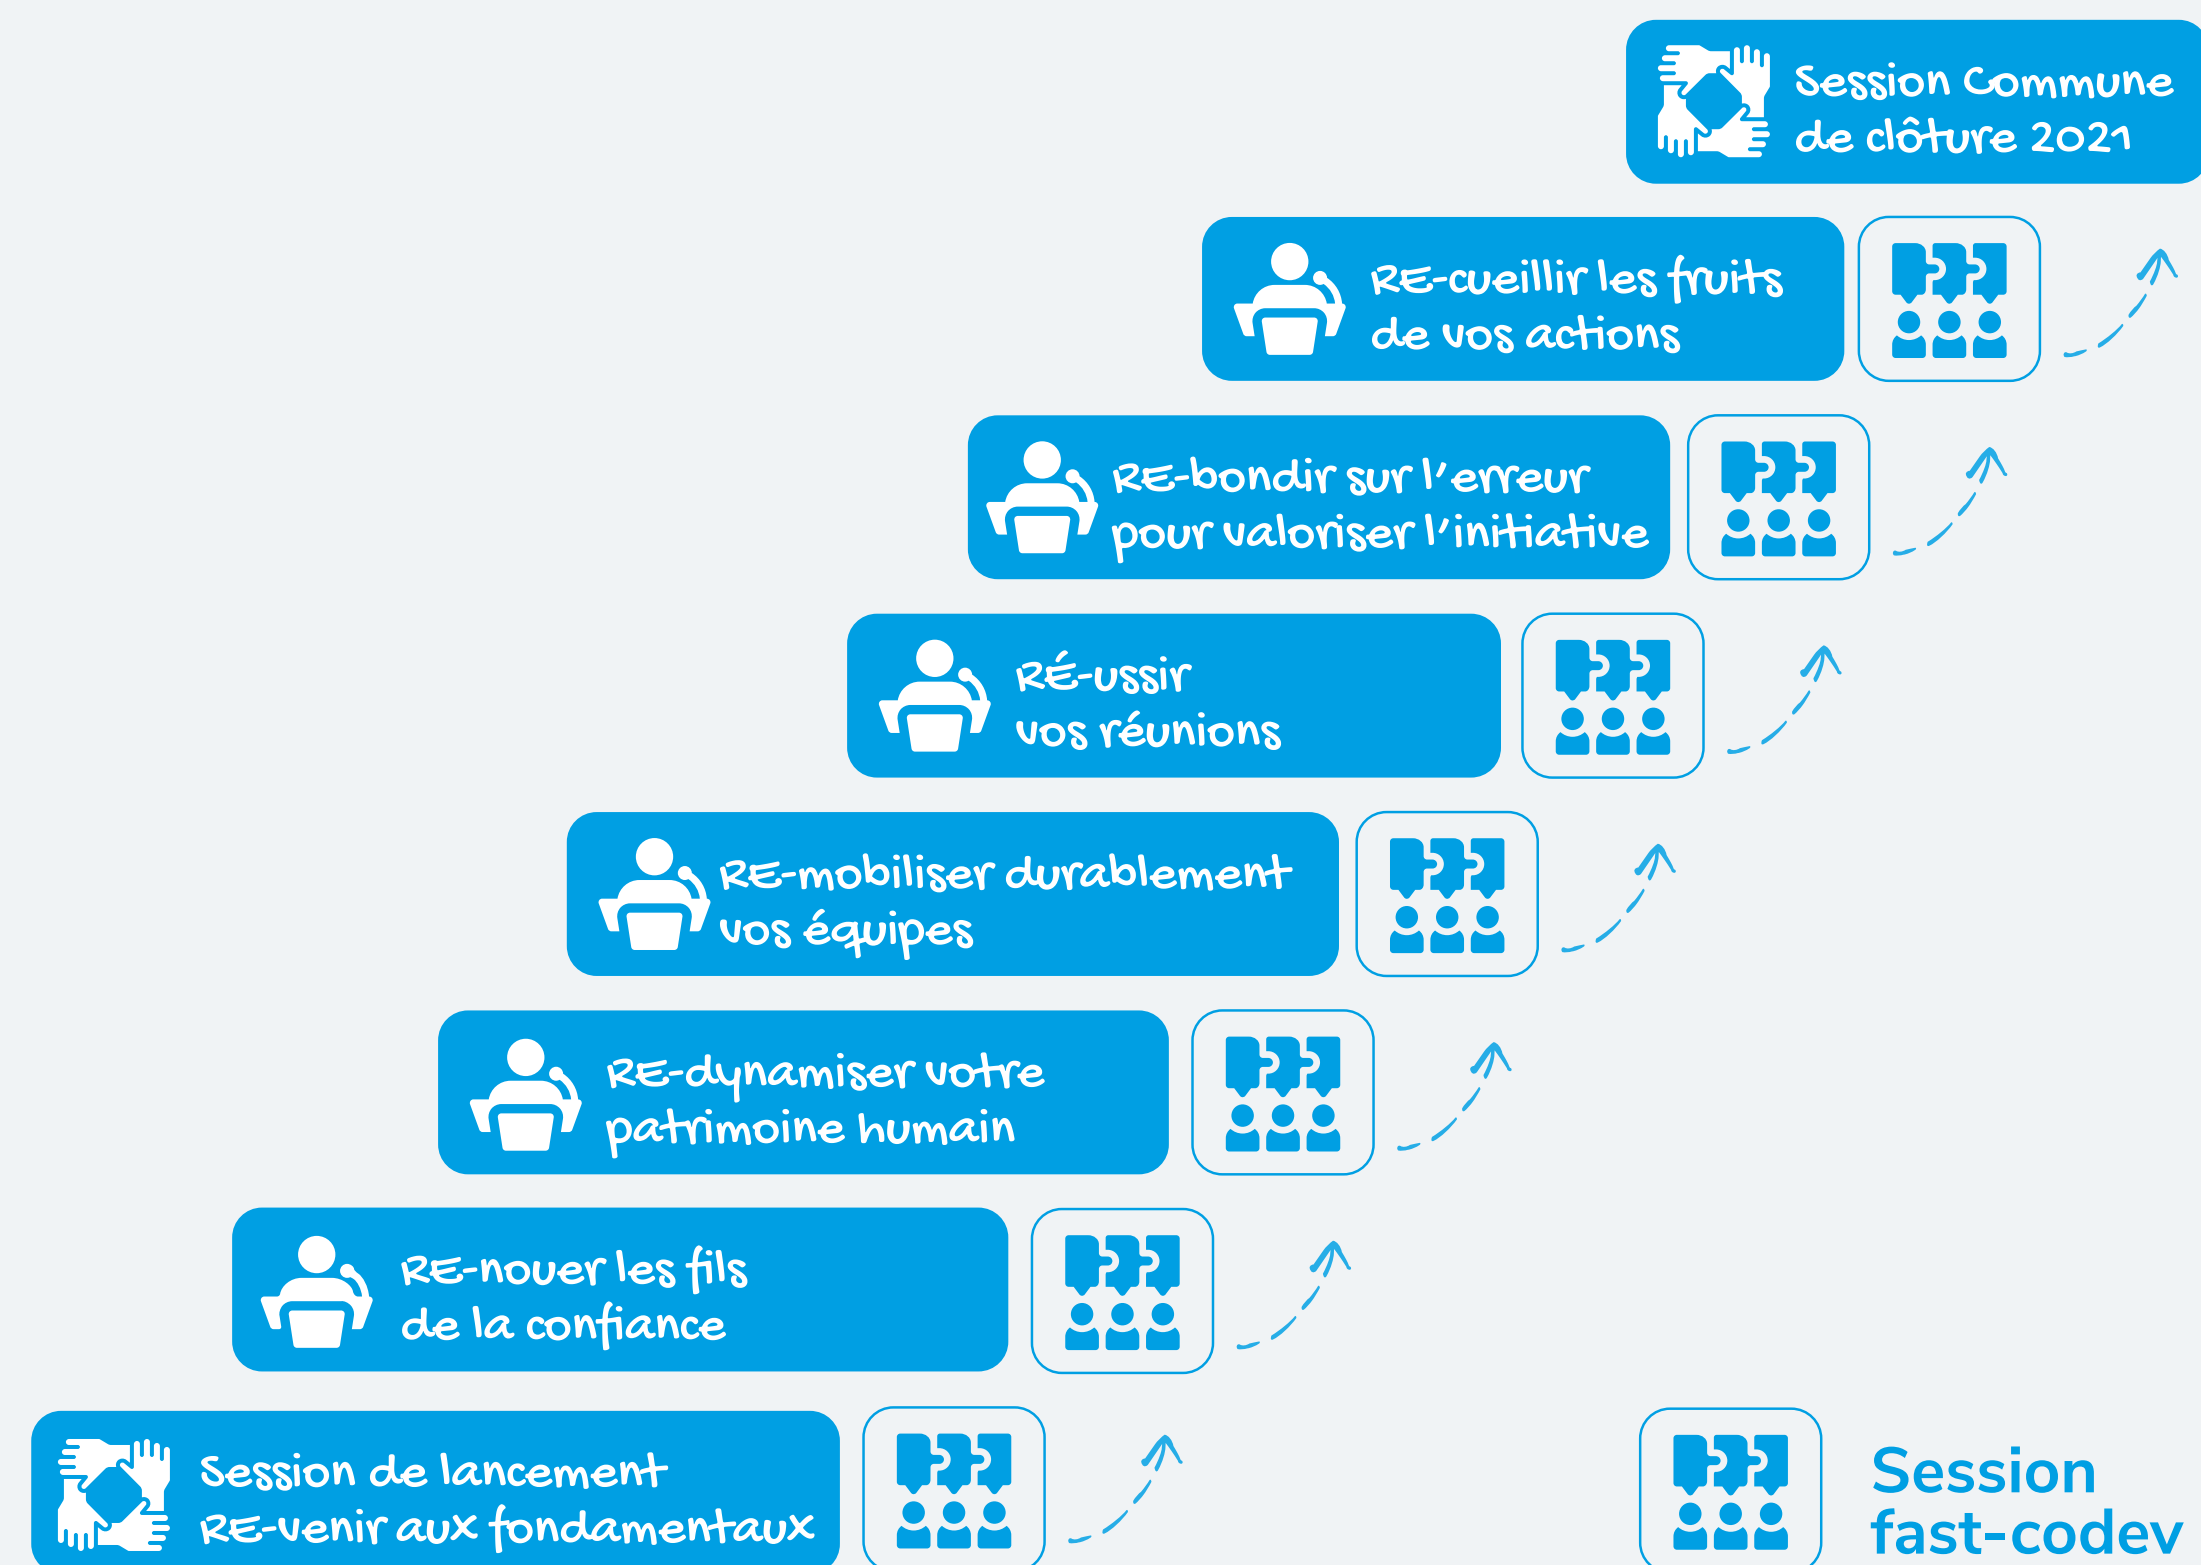 Session Commune
de clôture 2021
RE-cueillir les fruits
de vos actions
RE-bondir sur l'erreur
pour valoriser l'initiative
RÉ-ussir
vos réunions
RE-mobiliser durablement
vos équipes
RE-dynamiser votre
patrimoine humain
RE-nouer les fils
de la confiance
Session de lancement
RE-venir aux fondamentaux
Session
fast-codev